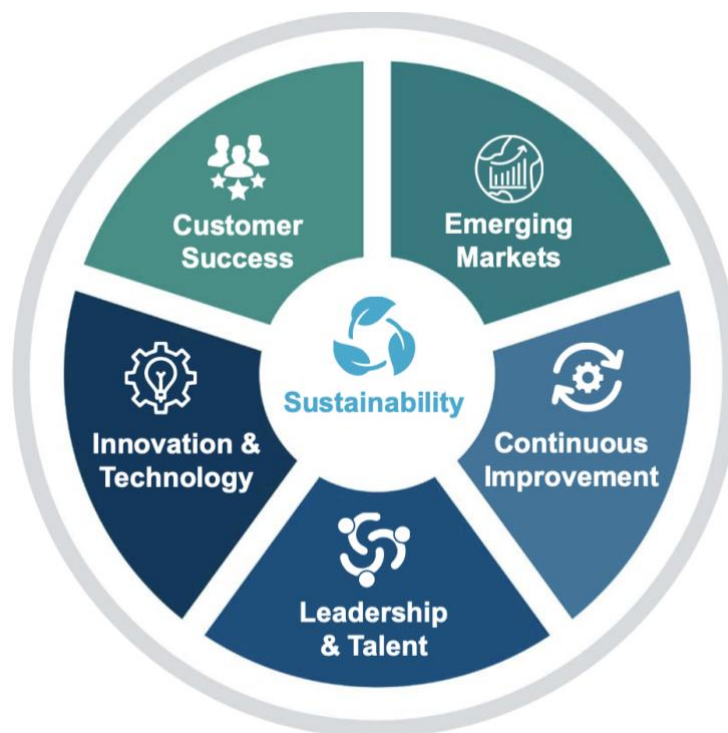 Customer
Success
Emerging
Markets
Sustainability
Innovation &
Technology
Continuous
Improvement
Leadership
& Talent